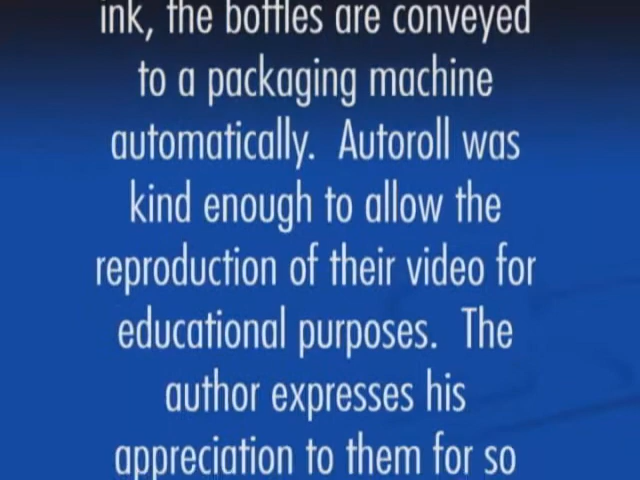 ink, the bottles are conveyed
to a packaging machine
automatically.  Autoroll was
kind enough to allow the
reproduction of their video for
educational purposes.  The
author expresses his
appreciation to them for so